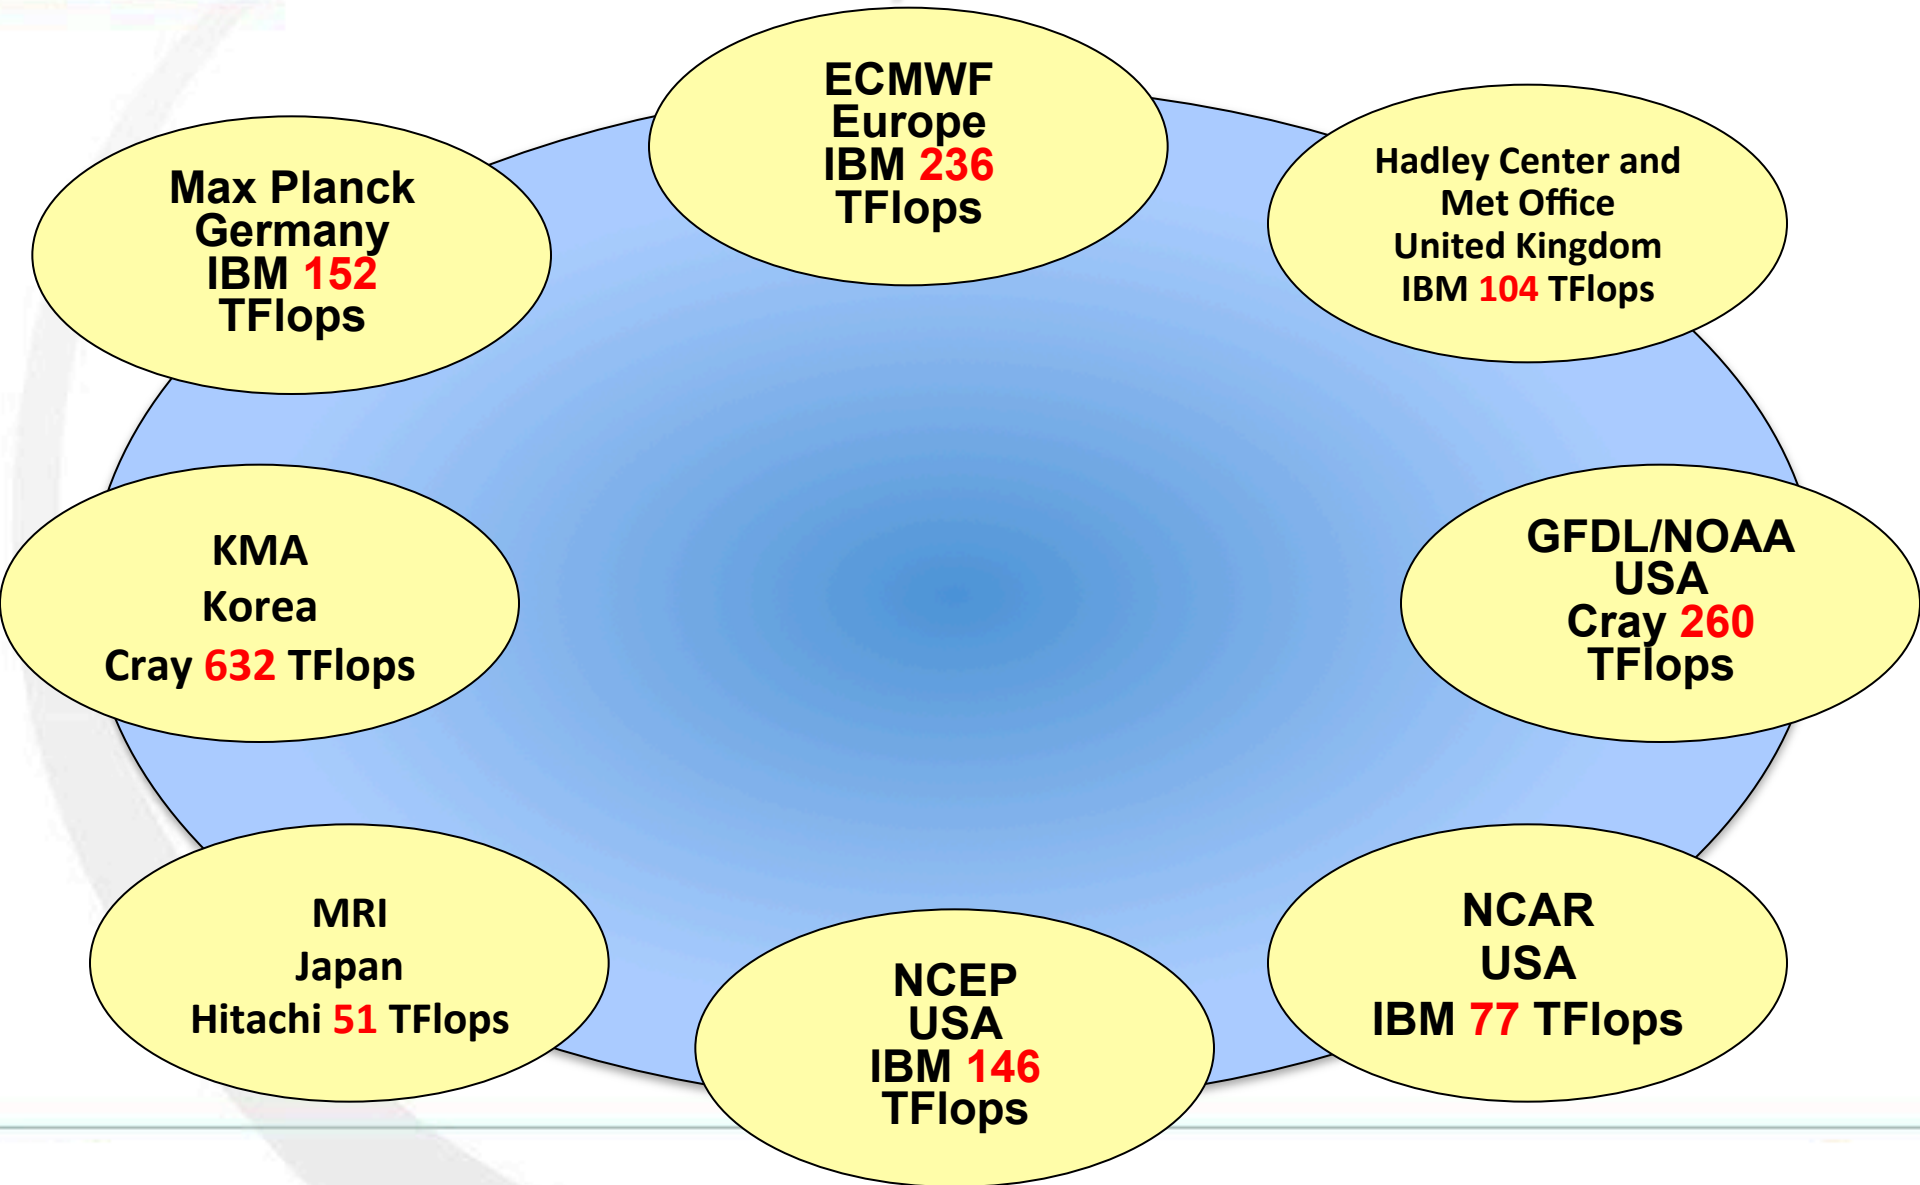 ECMWF
Europe
IBM 236
TFlops
Max Planck
Germany
IBM 152
TFlops
Hadley Center and
Met Office
United Kingdom
IBM 104 TFlops
KMA
Korea
Cray 632 TFlops
GFDL/NOAA
USA
Cray 260
TFlops
MRI
Japan
Hitachi 51 TFlops
NCEP
USA
IBM 146
TFlops
NCAR
USA
IBM 77 TFlops